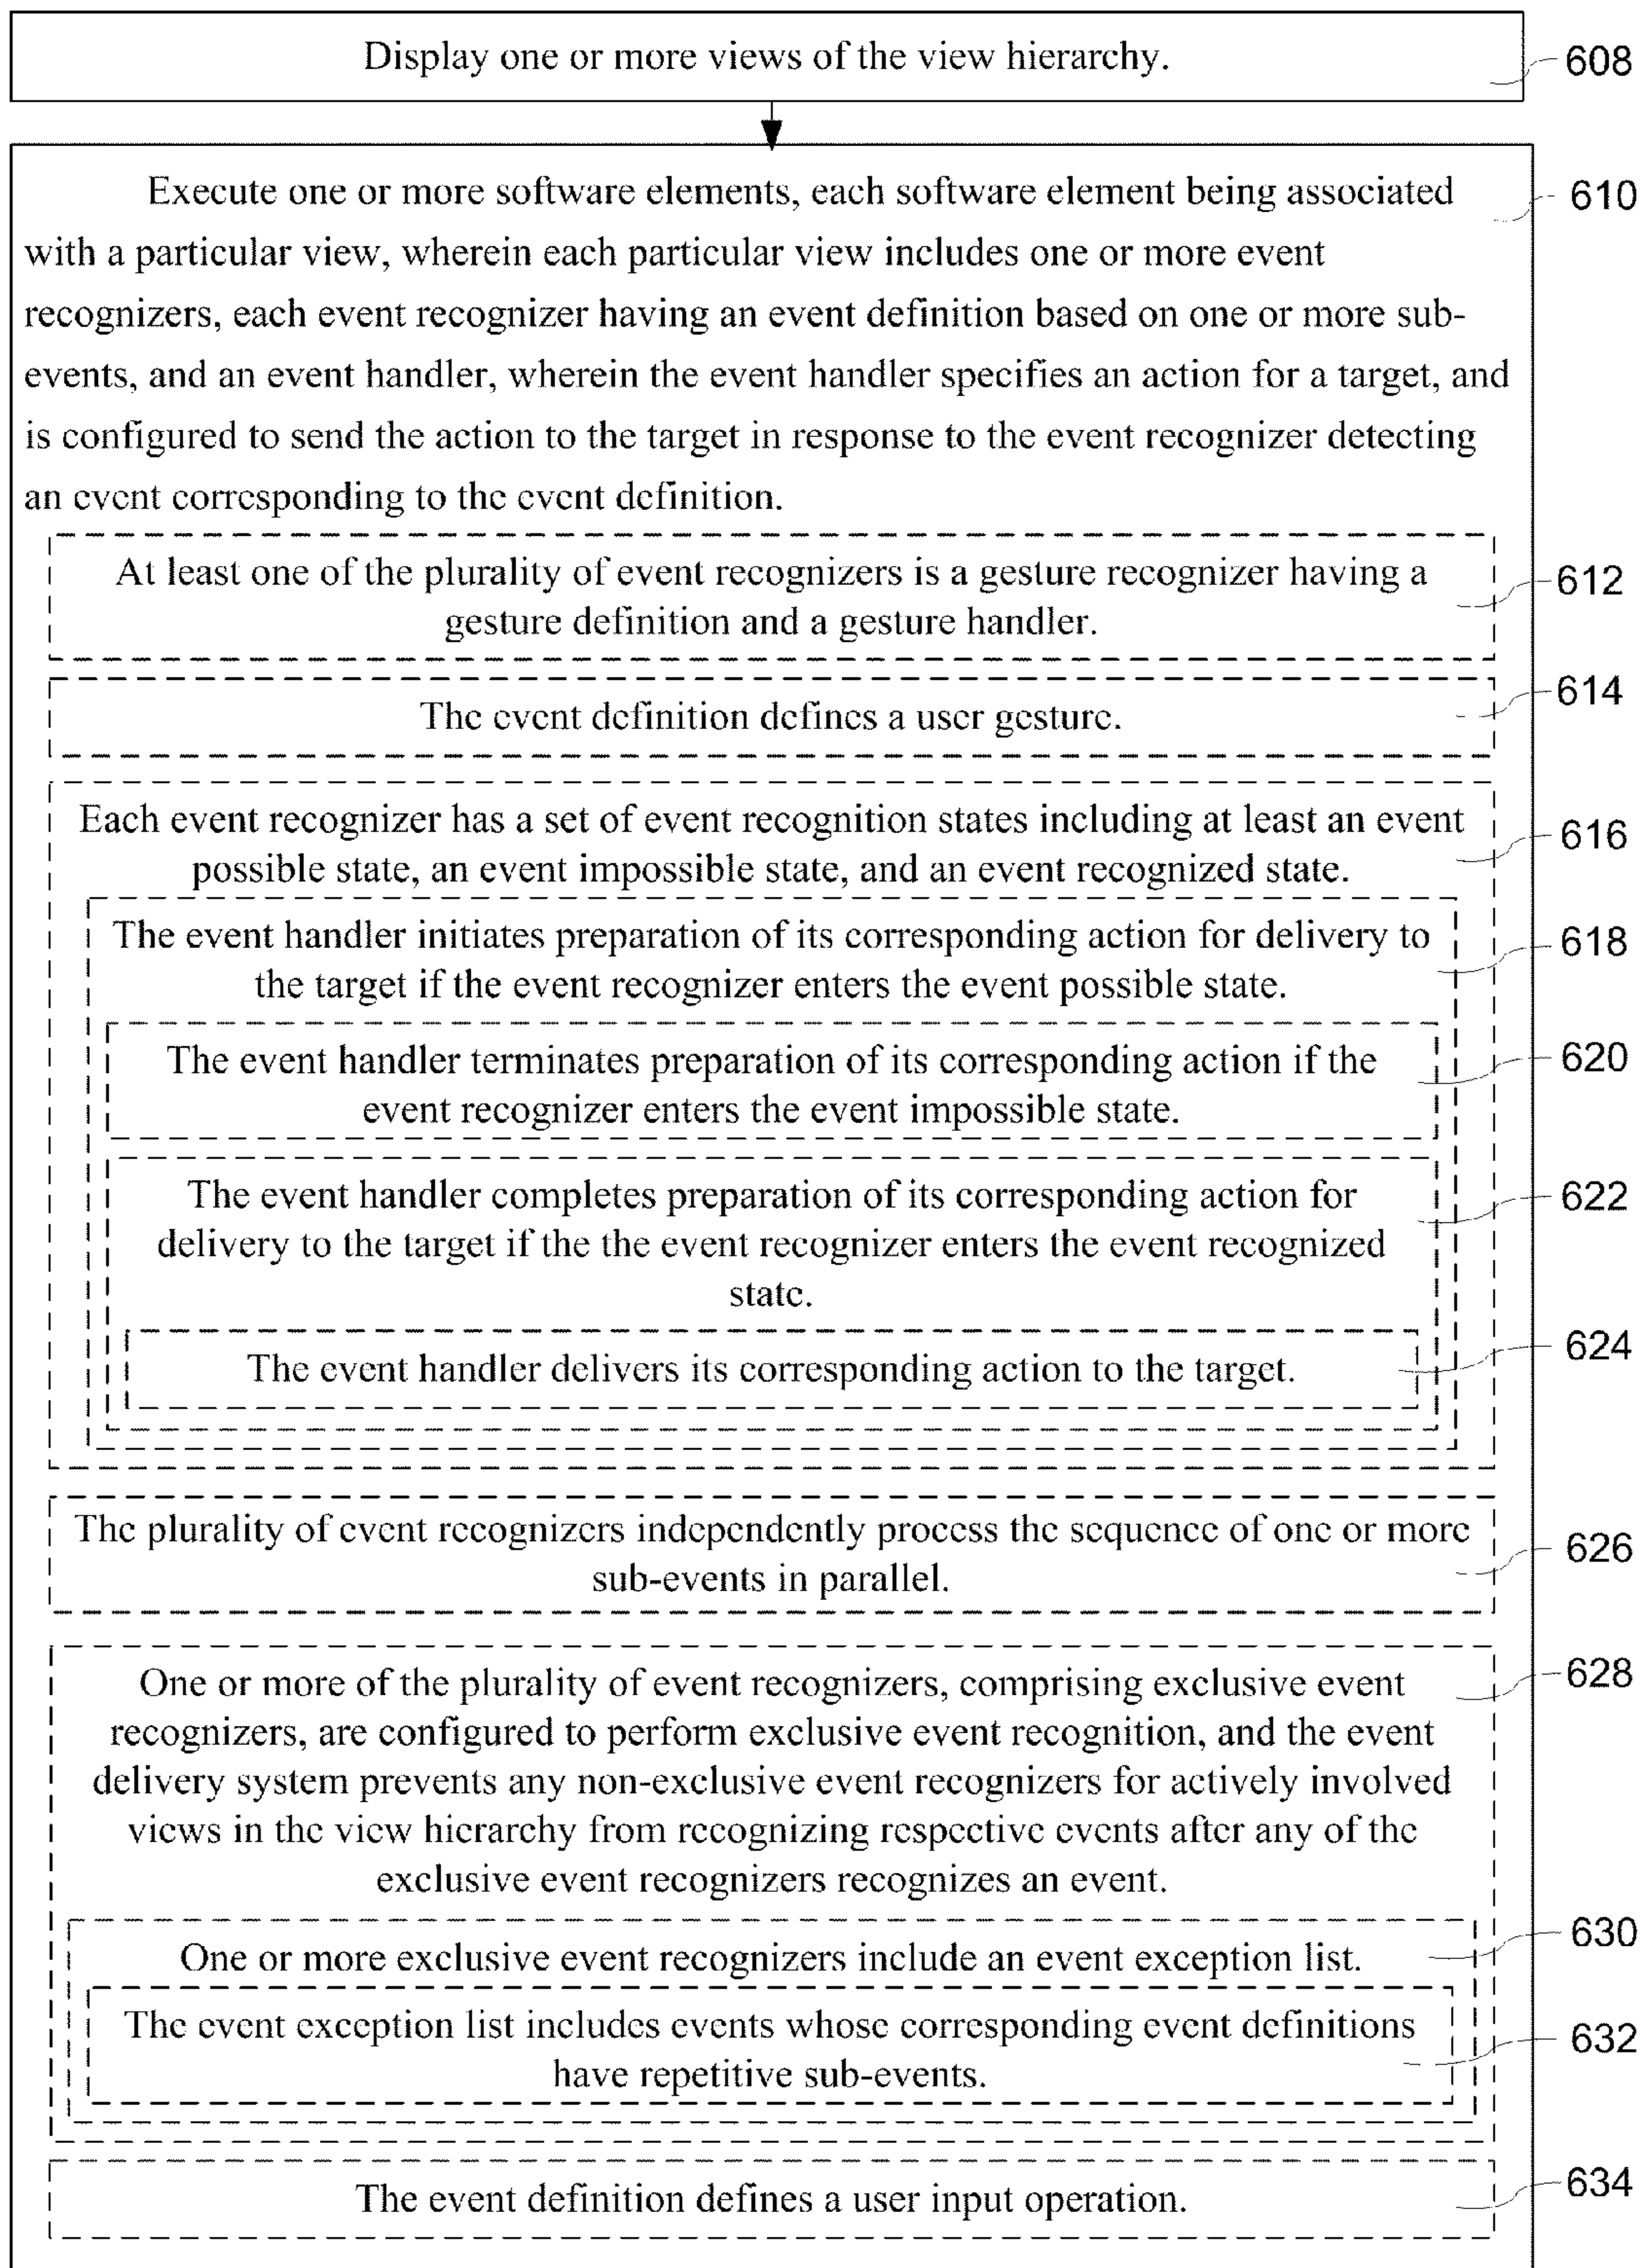 Display one or more views of the view hierarchy.
608
Execute one or more software elements, each software element being associated
610
with a particular view, wherein each particular view includes one or more event
recognizers, each event recognizer having an event definition based on one or more sub-
events, and an event handler, wherein the event handler specifies an action for a target, and
is configured to send the action to the target in response to the event recognizer detecting
an event corresponding to the event definition.
At least one of the plurality of event recognizers is a gesture recognizer having a
gesture definition and a gesture handler.
612
The event definition defines a user gesture.
614
Each event recognizer has a set of event recognition states including at least an event
possible state, an event impossible state, and an event recognized state.
616
The event handler initiates preparation of its corresponding action for delivery to
the target if the event recognizer enters the event possible state.
618
The event handler terminates preparation of its corresponding action if the
event recognizer enters the event impossible state.
620
The event handler completes preparation of its corresponding action for
delivery to the target if the the event recognizer enters the event recognized
state.
622
The event handler delivers its corresponding action to the target.
624
The plurality of event recognizers independently process the sequence of one or more
sub-events in parallel.
626
One or more of the plurality of event recognizers, comprising exclusive event
recognizers, are configured to perform exclusive event recognition, and the event
delivery system prevents any non-exclusive event recognizers for actively involved
views in the view hierarchy from recognizing respective events after any of the
exclusive event recognizers recognizes an event.
628
One or more exclusive event recognizers include an event exception list.
630
The event exception list includes events whose corresponding event definitions
have repetitive sub-events.
632
The event definition defines a user input operation.
634